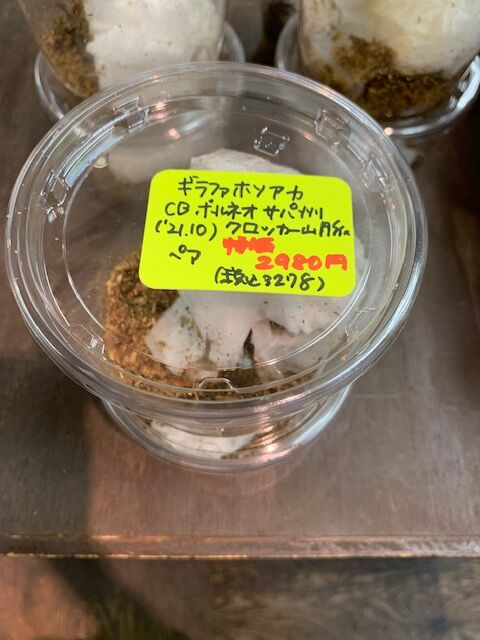 ギラファホソアカ
CB ボルネオ サバ州
('21.10) クロッカー山脈
特価
ペア 2980円
(税込3278)